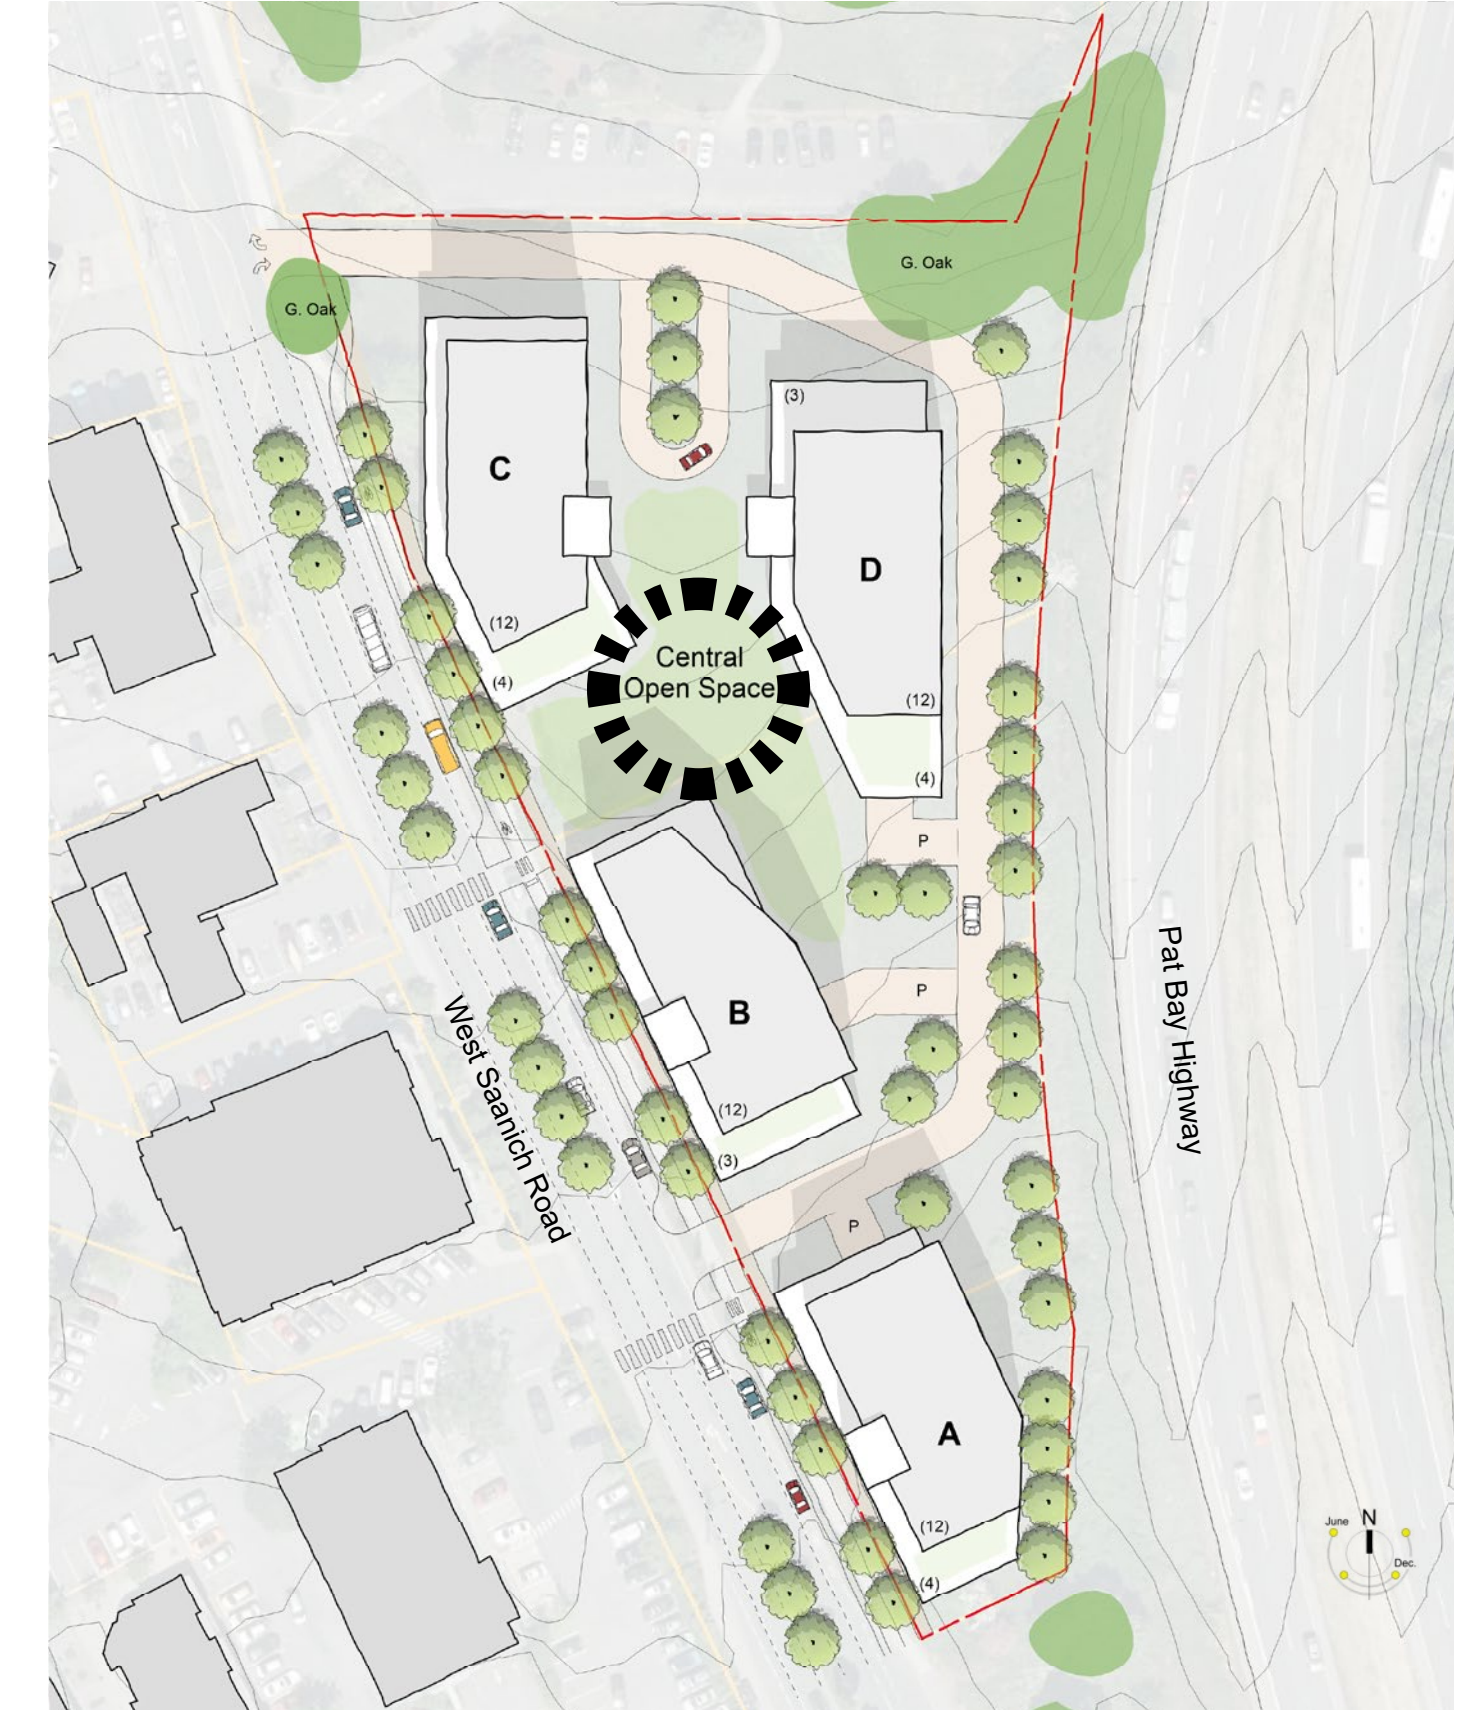 G. Oak
G. Oak
(3)
C
D
(12)
Central
Open Space
(4)
(12)
(4)
P
P
B
West Saanich Road
Pat Bay Highway
(12)
(3)
P
A
(12)
(4)
June
N
Dec.